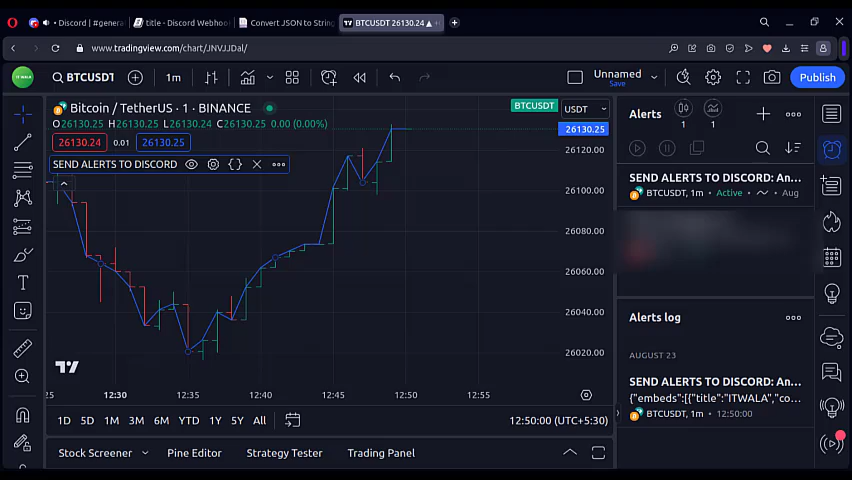 Discord | #genera
title - Discord Webhoo
Convert JSON to String
BTCUSDT 26130.24 ▲
www.tradingview.com/chart/JNVJJDal/
IT WALA
BTCUSDT
1m
Unnamed
Save
Publish
Bitcoin / TetherUS · 1 · BINANCE
O26130.25 H26130.25 L26130.24 C26130.25 0.00 (0.00%)
26130.24 0.01 26130.25
SEND ALERTS TO DISCORD
BTCUSDT
USDT
26130.25
26120.00
26100.00
26080.00
26060.00
26040.00
26020.00
:25 12:30 12:35 12:40 12:45 12:50 12:55
1D 5D 1M 3M 6M YTD 1Y 5Y All
12:50:00 (UTC+5:30)
Stock Screener Pine Editor Strategy Tester Trading Panel
Alerts
1 1
SEND ALERTS TO DISCORD: An...
BTCUSDT, 1m • Active • Aug
Alerts log
AUGUST 23
SEND ALERTS TO DISCORD: An...
{"embeds":[{"title":"ITWALA","co...
BTCUSDT, 1m • 12:50:00